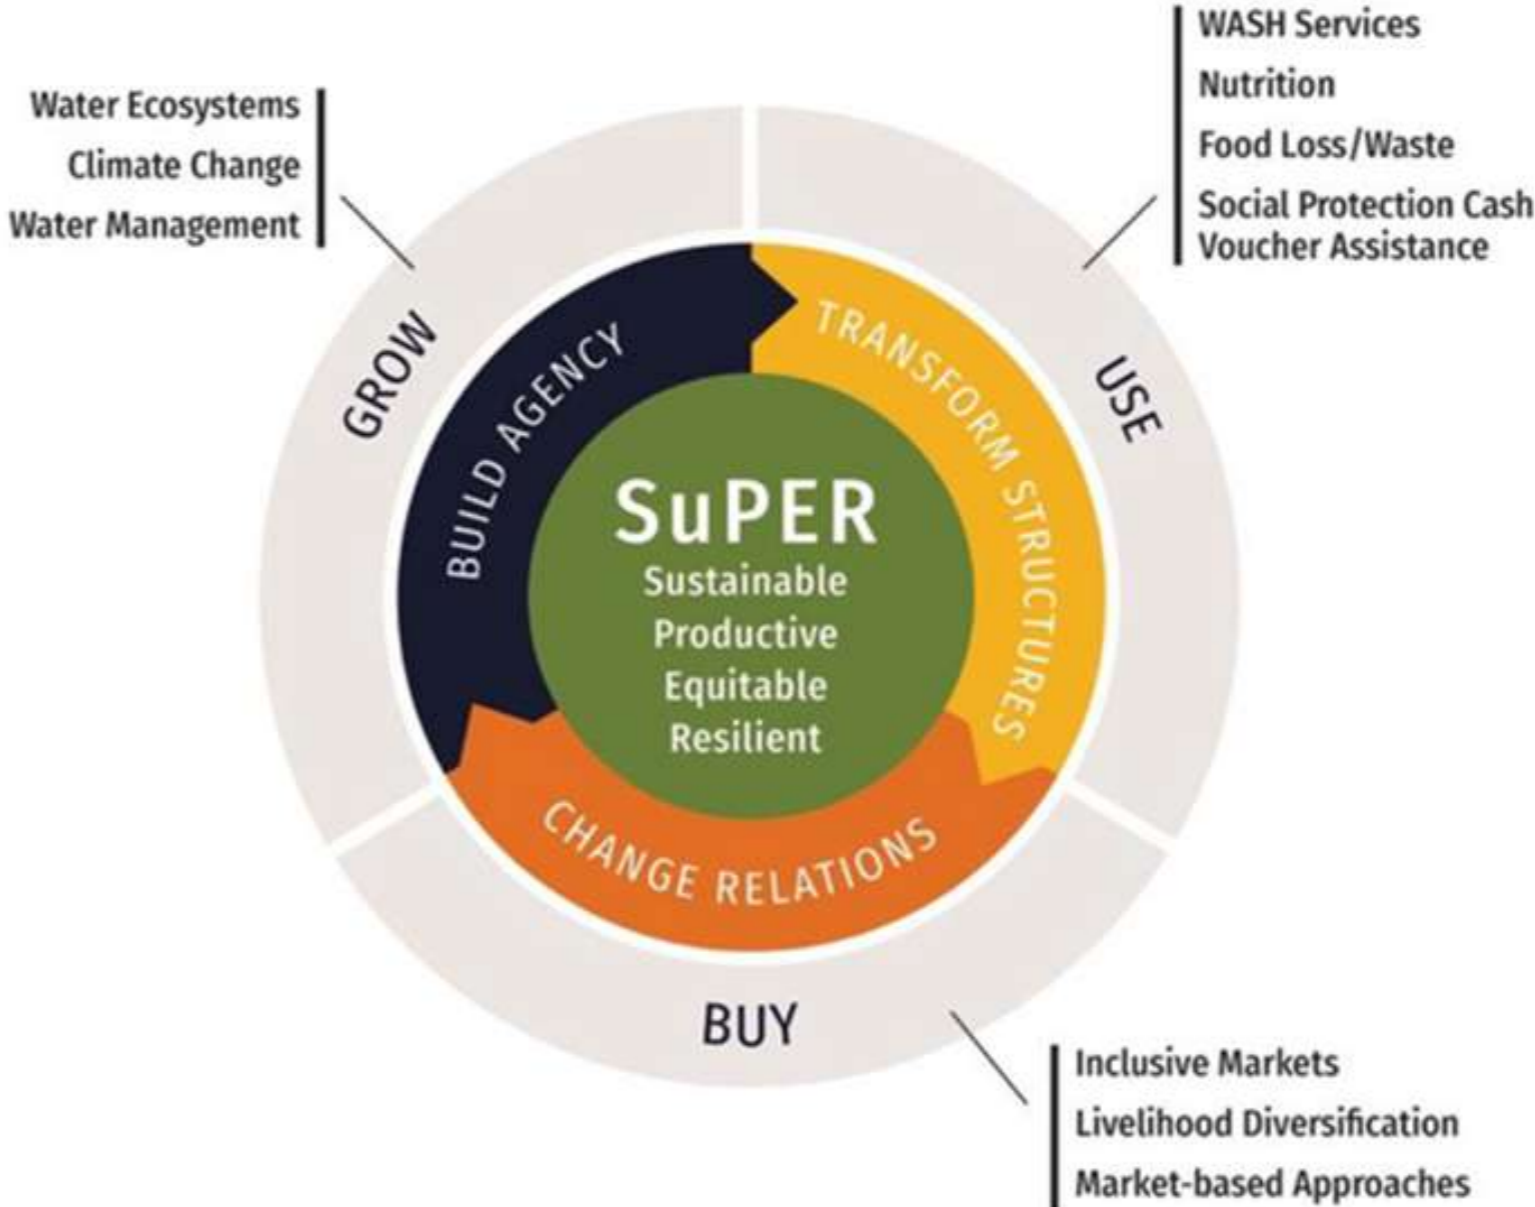 WASH Services
Nutrition
Food Loss/Waste
Social Protection Cash
Voucher Assistance
Water Ecosystems
Climate Change
Water Management
GROW
USE
BUILD AGENCY
TRANSFORM STRUCTURES
SuPER
Sustainable
Productive
Equitable
Resilient
CHANGE RELATIONS
BUY
Inclusive Markets
Livelihood Diversification
Market-based Approaches